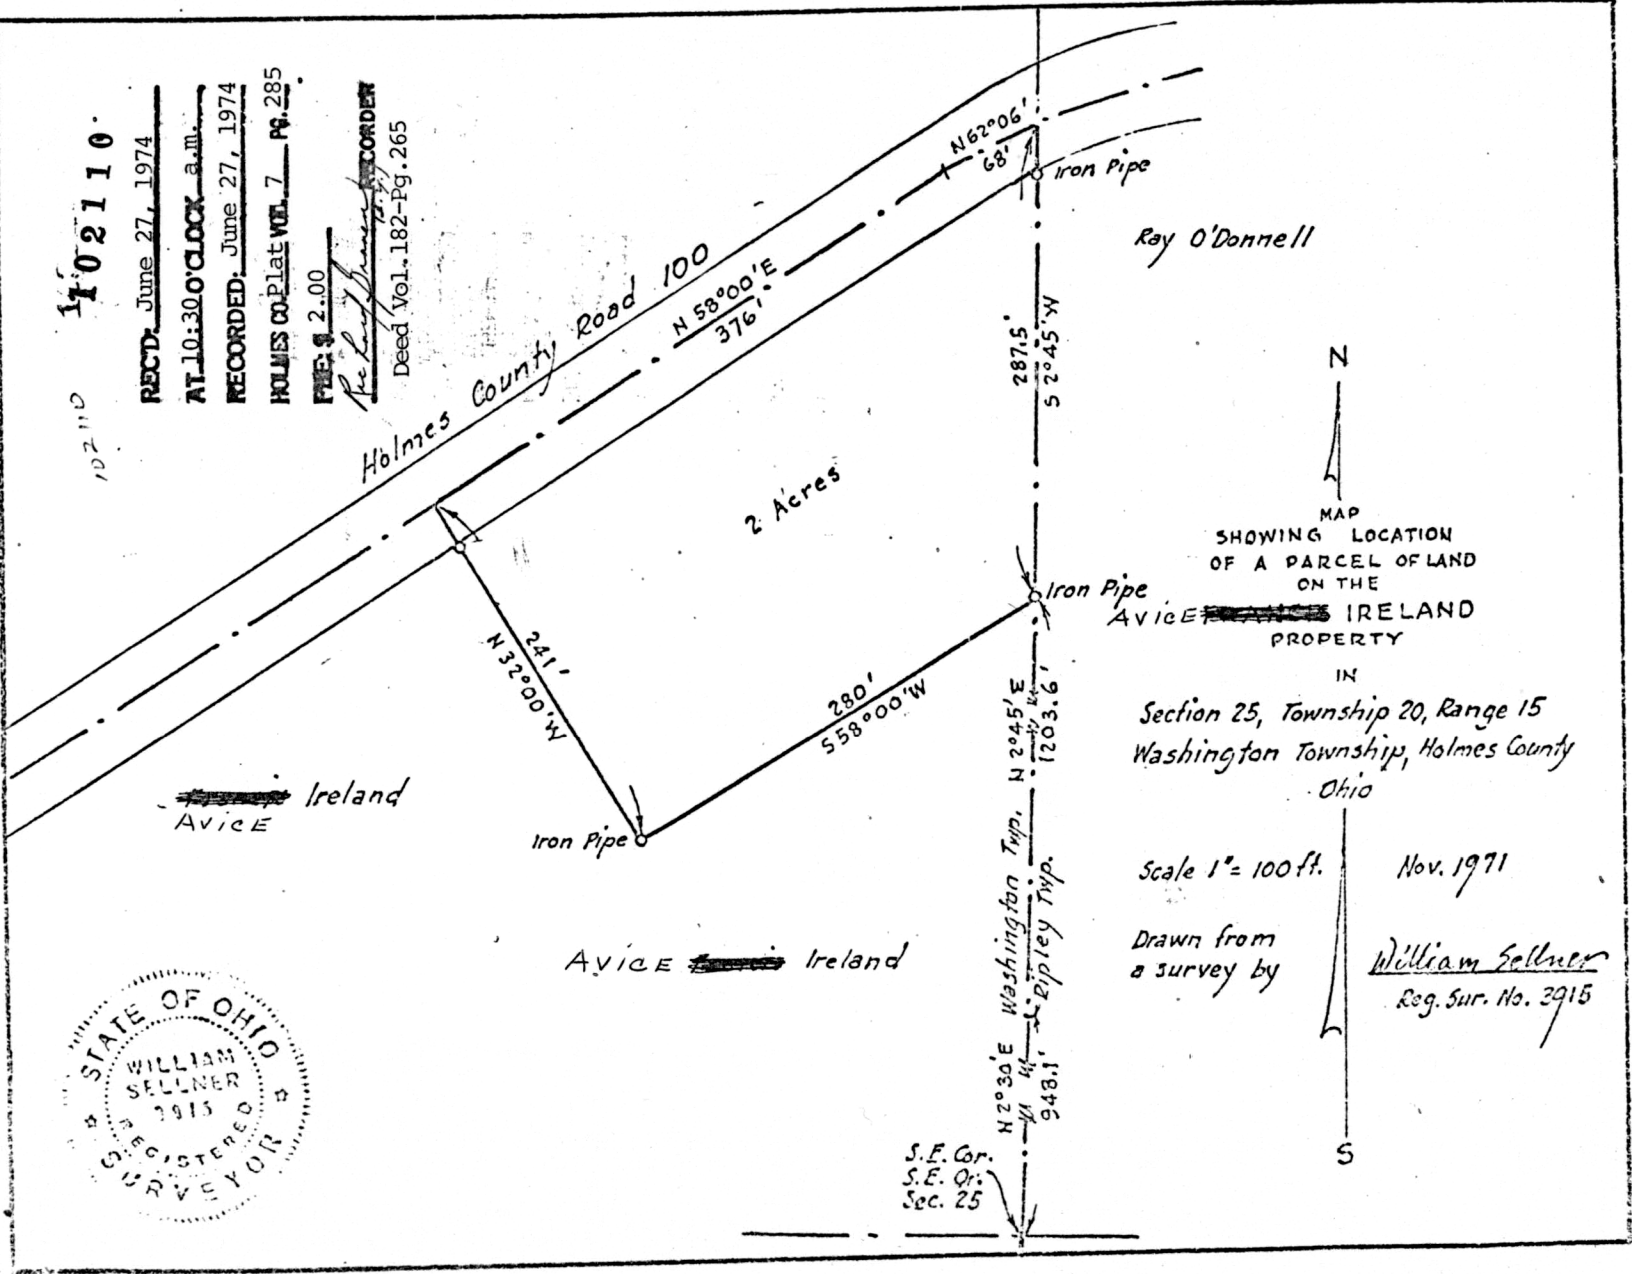 102110
REC'D. June 27, 1974
AT 10:30 O'CLOCK a.m.
RECORDED: June 27, 1974
HOLMES CO. Plat VOL. 7 PG. 285
FEE: $ 2.00
RECORDER
Deed Vol. 182-Pg. 265
102110
Holmes County Road 100
N 58°00'E
376'
N62°06'
68'
Iron Pipe
Ray O'Donnell
287.5'
S 2°45'W
2 Acres
241'
N 32°00'W
280'
S 58°00'W
Iron Pipe
Iron Pipe
Ireland
AVICE
AVICE Ireland
N 2°45'E
1203.6'
Washington Twp.
Ripley Twp.
N 2°30'E
948.1'
S.E. Cor.
S.E. Qr.
Sec. 25
N
MAP
SHOWING LOCATION
OF A PARCEL OF LAND
ON THE
AVICE IRELAND
PROPERTY
IN
Section 25, Township 20, Range 15
Washington Township, Holmes County
Ohio
Scale 1"= 100 ft.
Nov. 1971
Drawn from
a survey by
William Sellner
Reg. Sur. No. 3915
S
STATE OF OHIO
WILLIAM
SELLNER
3915
REGISTERED
SURVEYOR